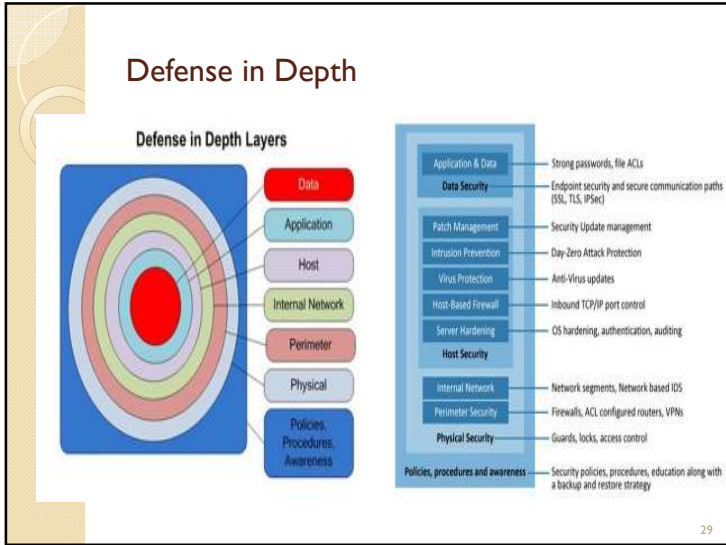 Defense in Depth
Defense in Depth Layers
Data
Application
Host
Internal Network
Perimeter
Physical
Policies,
Procedures,
Awareness
Application & Data
Strong passwords, file ACLs
Data Security
Endpoint security and secure communication paths
(SSL, TLS, IPSec)
Patch Management
Security Update management
Intrusion Prevention
Day-Zero Attack Protection
Virus Protection
Anti-Virus updates
Host-Based Firewall
Inbound TCP/IP port control
Server Hardening
OS hardening, authentication, auditing
Host Security
Internal Network
Network segments, Network based IDS
Perimeter Security
Firewalls, ACL configured routers, VPNs
Physical Security
Guards, locks, access control
Policies, procedures and awareness
Security policies, procedures, education along with
a backup and restore strategy
29